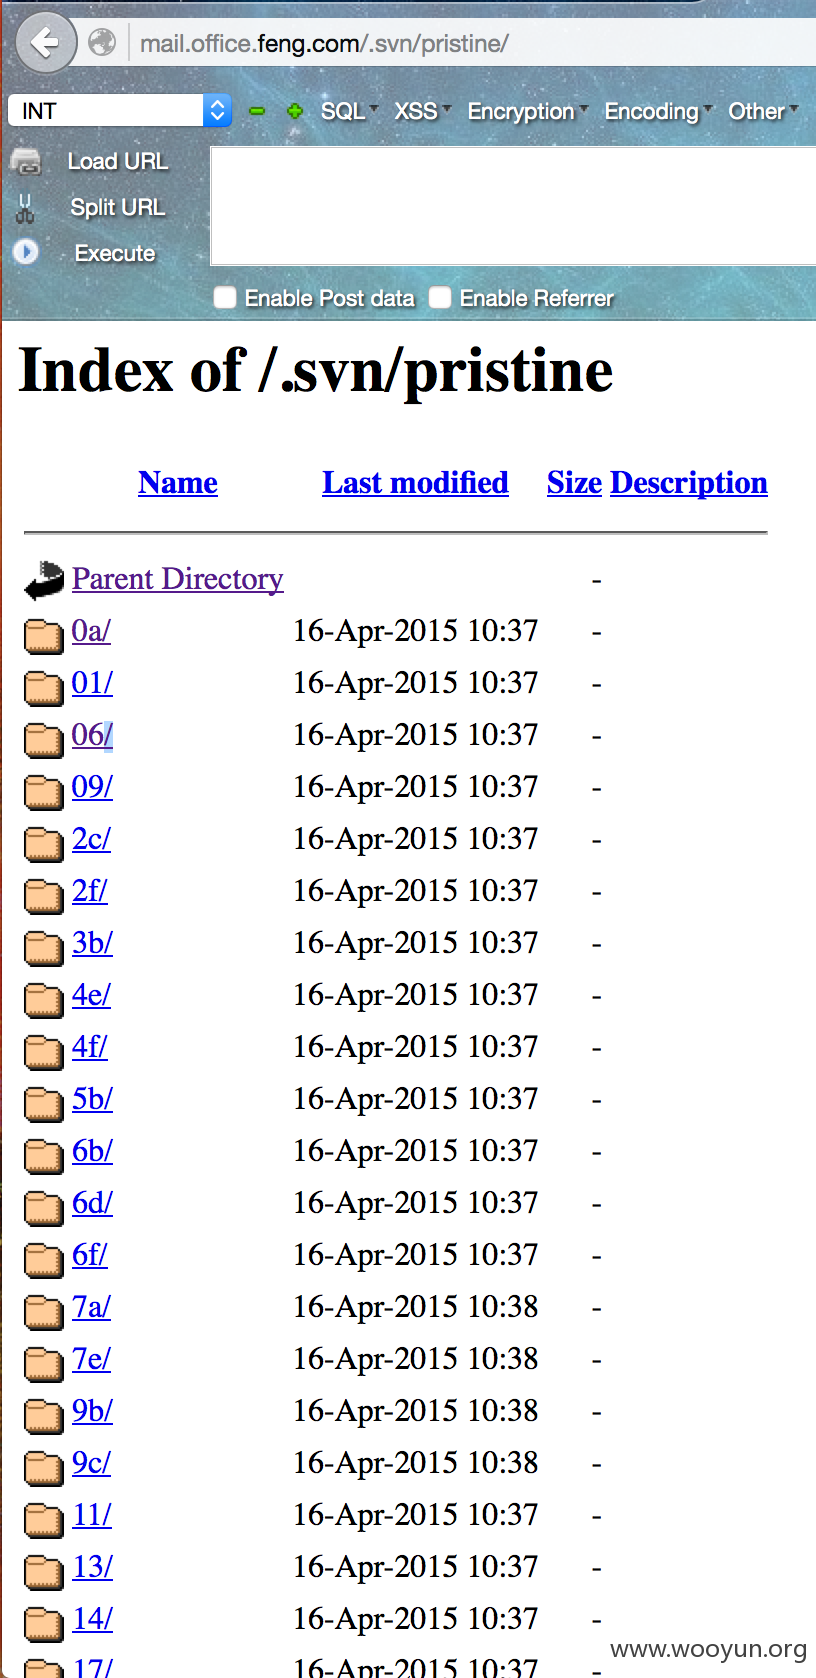 mail.office.feng.com/.svn/pristine/
INT SQL XSS Encryption Encoding Other
Load URL
Split URL
Execute
Enable Post data Enable Referrer
Index of /.svn/pristine
Name Last modified Size Description
Parent Directory -
0a/ 16-Apr-2015 10:37 -
01/ 16-Apr-2015 10:37 -
06/ 16-Apr-2015 10:37 -
09/ 16-Apr-2015 10:37 -
2c/ 16-Apr-2015 10:37 -
2f/ 16-Apr-2015 10:37 -
3b/ 16-Apr-2015 10:37 -
4e/ 16-Apr-2015 10:37 -
4f/ 16-Apr-2015 10:37 -
5b/ 16-Apr-2015 10:37 -
6b/ 16-Apr-2015 10:37 -
6d/ 16-Apr-2015 10:37 -
6f/ 16-Apr-2015 10:37 -
7a/ 16-Apr-2015 10:38 -
7e/ 16-Apr-2015 10:38 -
9b/ 16-Apr-2015 10:38 -
9c/ 16-Apr-2015 10:38 -
11/ 16-Apr-2015 10:37 -
13/ 16-Apr-2015 10:37 -
14/ 16-Apr-2015 10:37 -
17/ 16-Apr-2015 10:37 -
www.wooyun.org